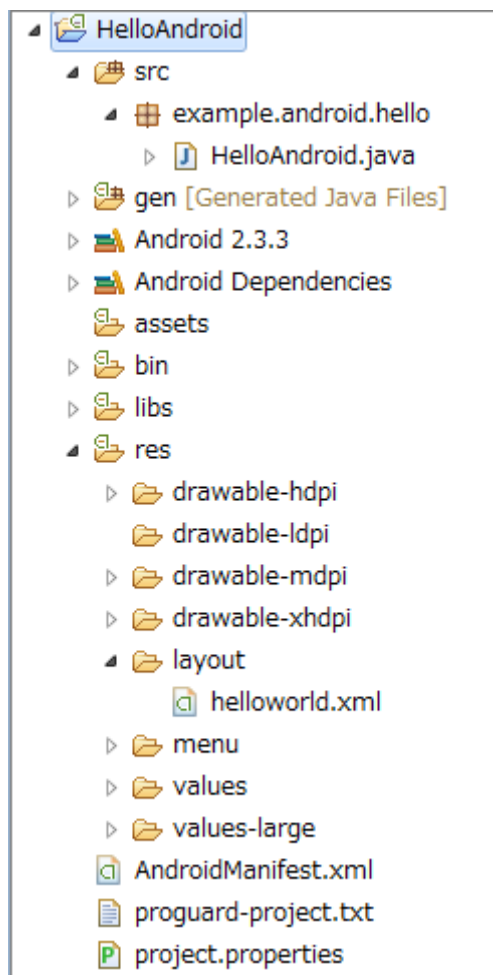 HelloAndroid
src
example.android.hello
HelloAndroid.java
gen [Generated Java Files]
Android 2.3.3
Android Dependencies
assets
bin
libs
res
drawable-hdpi
drawable-ldpi
drawable-mdpi
drawable-xhdpi
layout
helloworld.xml
menu
values
values-large
AndroidManifest.xml
proguard-project.txt
project.properties